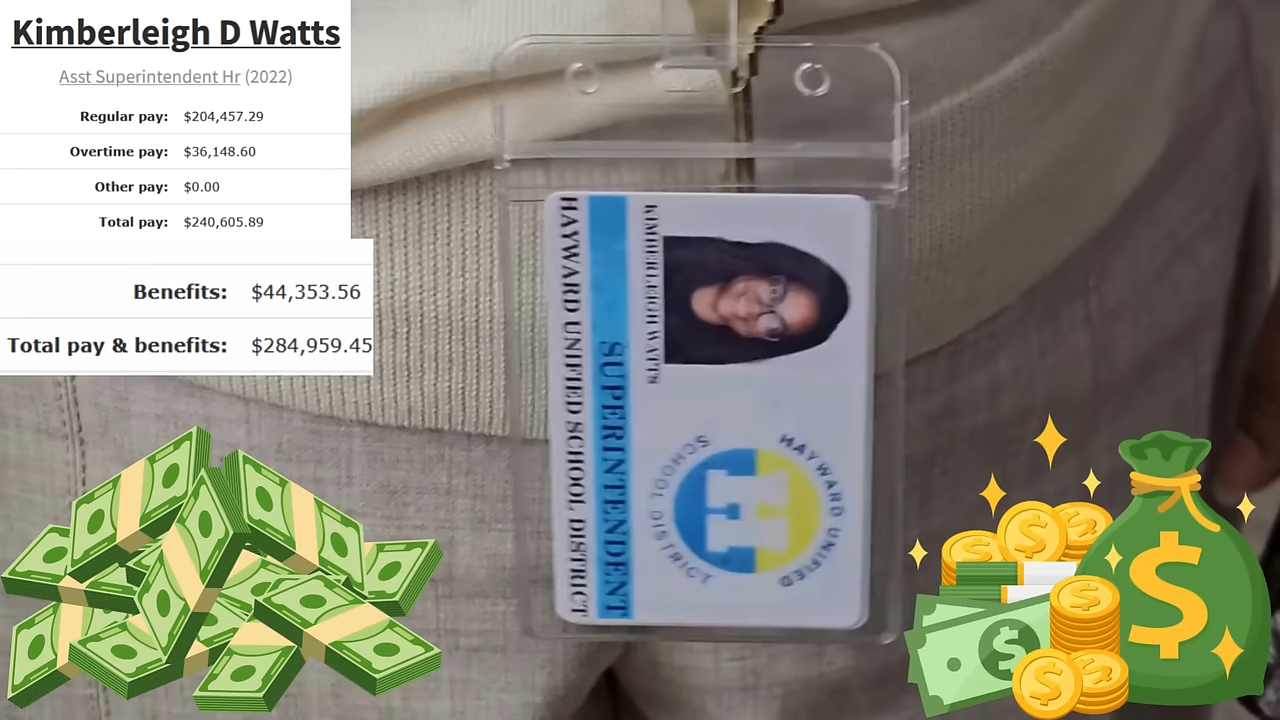 Kimberleigh D Watts
Asst Superintendent Hr (2022)
Regular pay: $204,457.29
Overtime pay: $36,148.60
Other pay: $0.00
Total pay: $240,605.89
Benefits: $44,353.56
Total pay & benefits: $284,959.45
KIMBERLEIGH WATTS
HAYWARD UNIFIED
SCHOOL DISTRICT
H
SUPERINTENDENT
HAYWARD UNIFIED SCHOOL DISTRICT
$
$
$
$
$
$
$
$